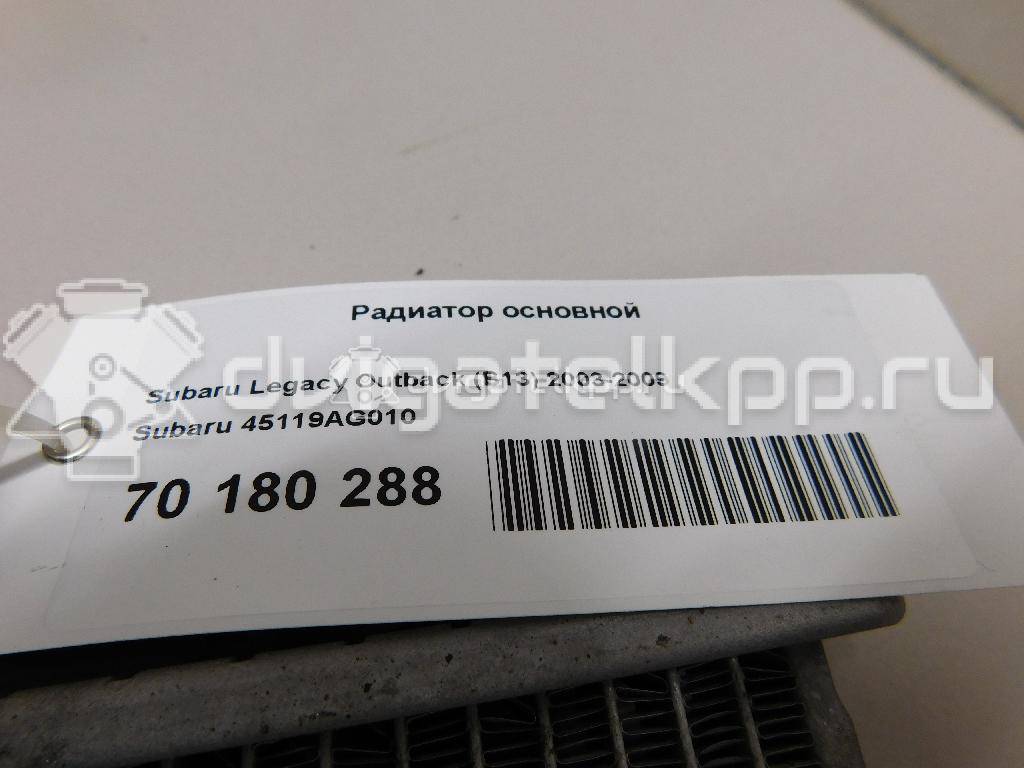 Радиатор основной
Subaru Legacy Outback (B13) 2003-2009
Subaru 45119AG010
70 180 288
dvigatelkpp.ru